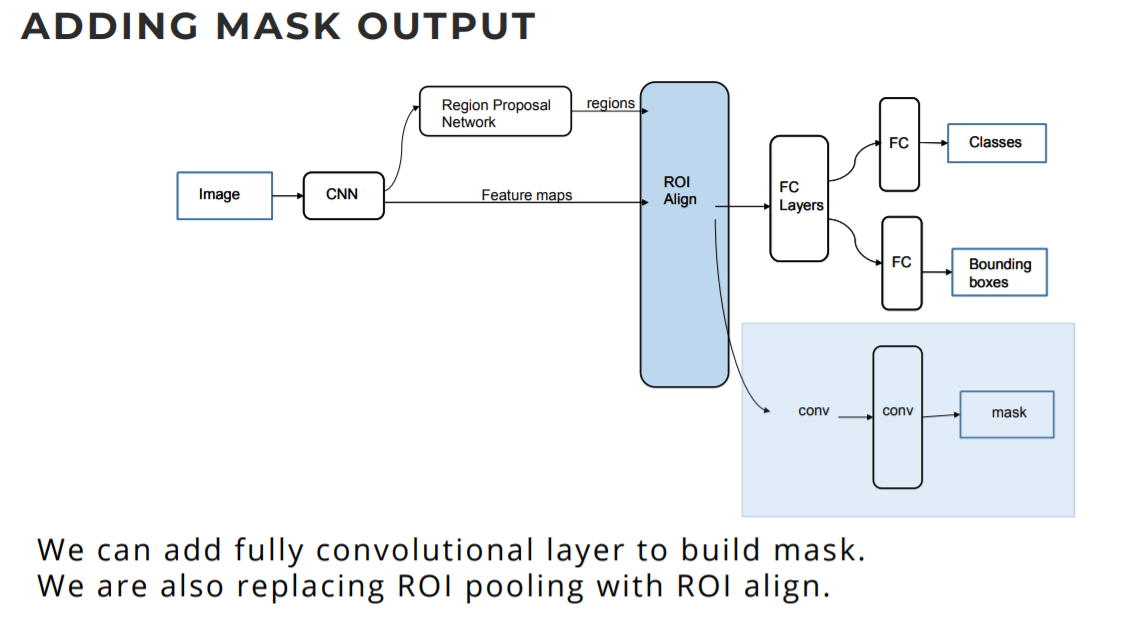 ADDING MASK OUTPUT
Region Proposal
Network
regions
Image
CNN
Feature maps
ROI
Align
FC
Layers
FC
Classes
FC
Bounding
boxes
conv
conv
mask
We can add fully convolutional layer to build mask.
We are also replacing ROI pooling with ROI align.